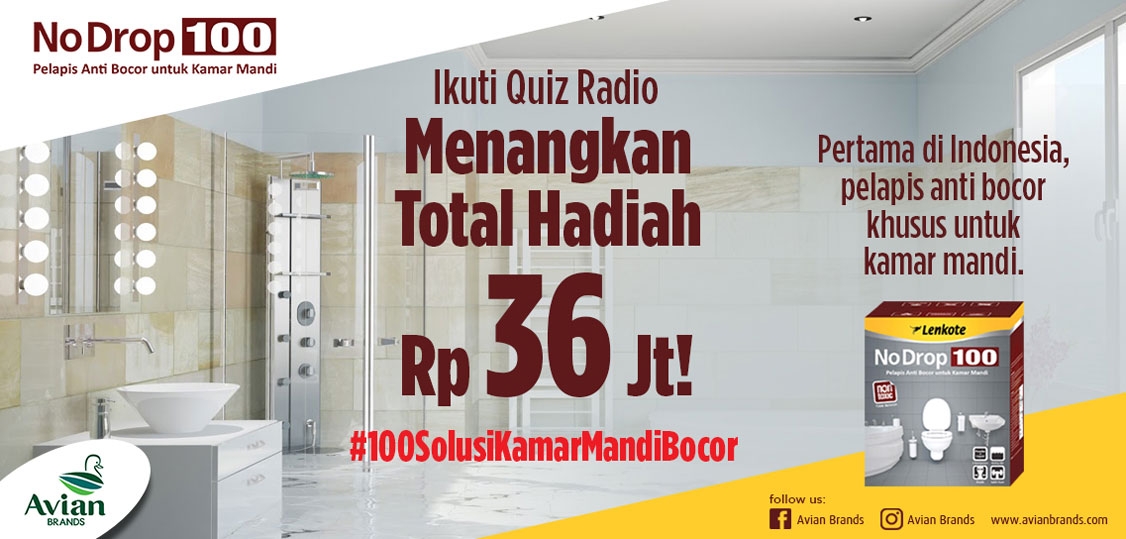 No Drop 100
Pelapis Anti Bocor untuk Kamar Mandi
Ikuti Quiz Radio
Menangkan
Total Hadiah
Rp 36 Jt!
#100SolusiKamarMandiBocor
Pertama di Indonesia,
pelapis anti bocor
khusus untuk
kamar mandi.
Lenkote
No Drop 100
Pelapis Anti Bocor untuk Kamar Mandi
non
toxic
Avian
BRANDS
follow us:
Avian Brands Avian Brands www.avianbrands.com